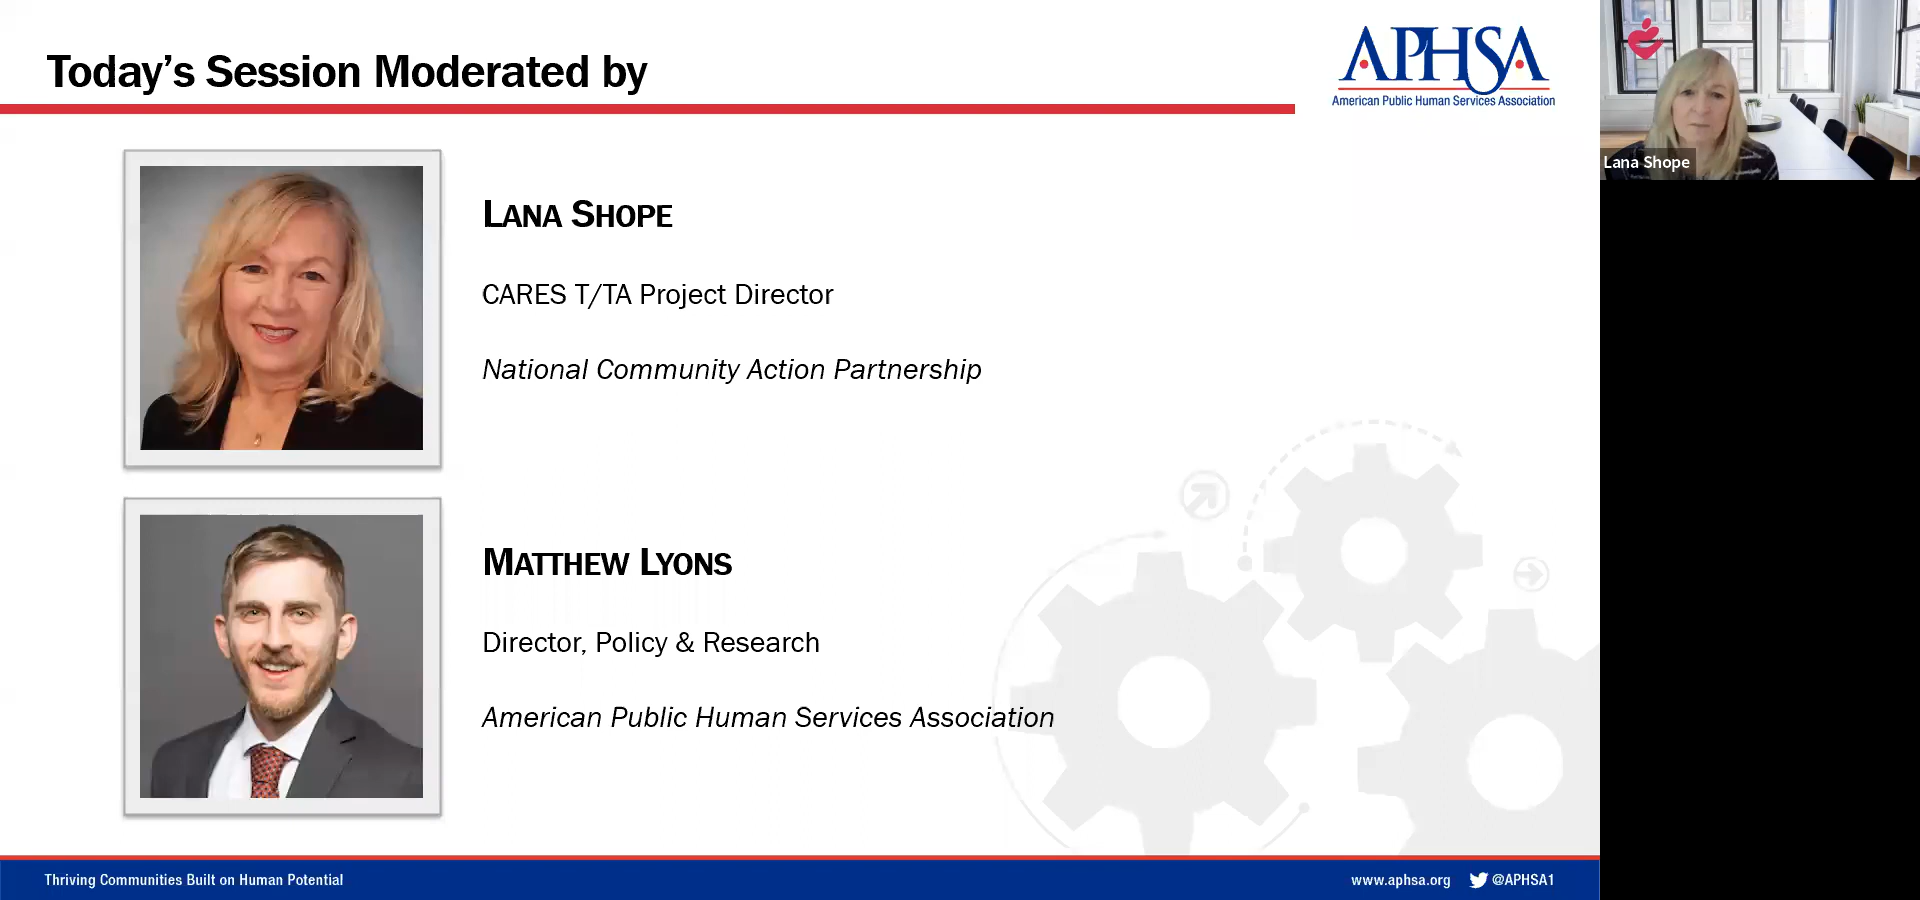 Today's Session Moderated by
APHSA
American Public Human Services Association
Lana Shope
LANA SHOPE
CARES T/TA Project Director
National Community Action Partnership
MATTHEW LYONS
Director, Policy & Research
American Public Human Services Association
Thriving Communities Built on Human Potential
www.aphsa.org
@APHSA1